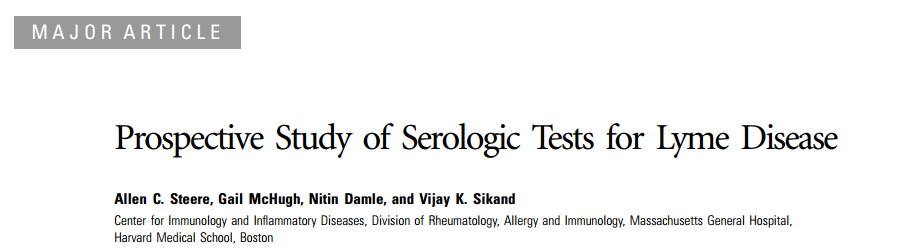 MAJOR ARTICLE
Prospective Study of Serologic Tests for Lyme Disease
Allen C. Steere, Gail McHugh, Nitin Damle, and Vijay K. Sikand
Center for Immunology and Inflammatory Diseases, Division of Rheumatology, Allergy and Immunology, Massachusetts General Hospital,
Harvard Medical School, Boston